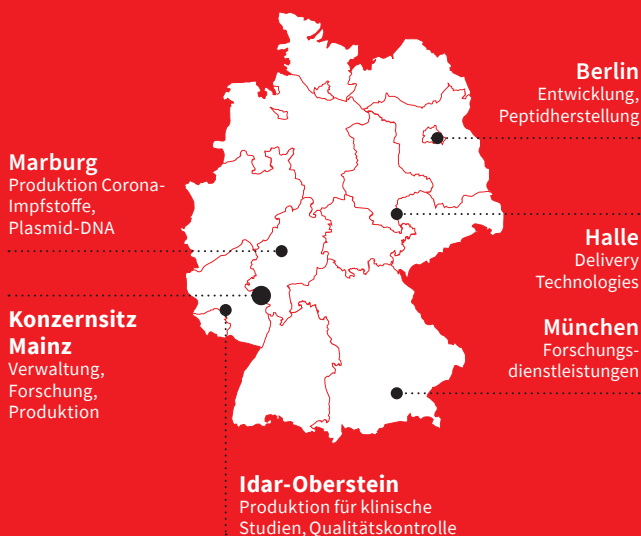 Berlin
Entwicklung,
Peptidherstellung
Marburg
Produktion Corona-
Impfstoffe,
Plasmid-DNA
Halle
Delivery
Technologies
Konzernsitz
Mainz
Verwaltung,
Forschung,
Produktion
München
Forschungs-
dienstleistungen
Idar-Oberstein
Produktion für klinische
Studien, Qualitätskontrolle